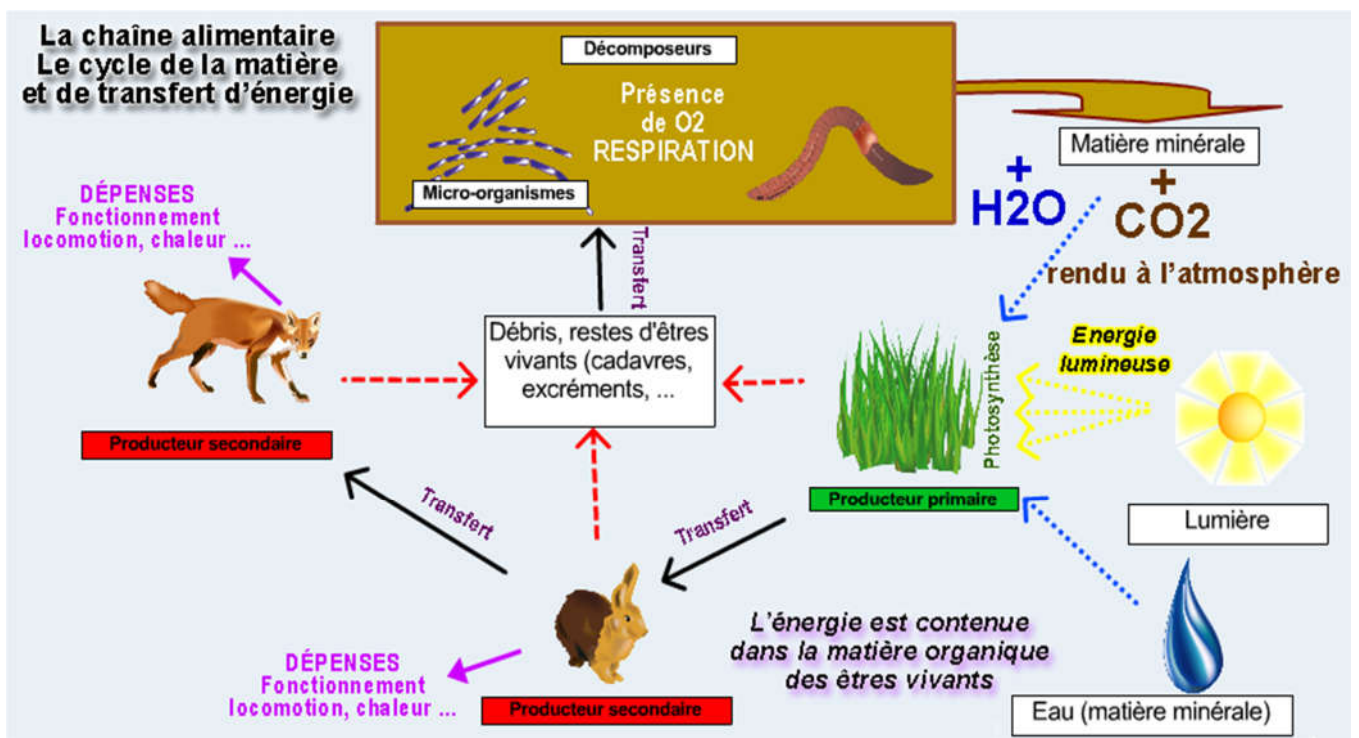 La chaîne alimentaire
Le cycle de la matière
et de transfert d'énergie
Décomposeurs
Présence
de O2
RESPIRATION
Micro-organismes
Matière minérale
+
H2O
+
CO2
rendu à l'atmosphère
DÉPENSES
Fonctionnement
locomotion, chaleur ...
Transfert
Débris, restes d'êtres
vivants (cadavres,
excréments, ...
Photosynthèse
Energie
lumineuse
Producteur secondaire
Producteur primaire
Lumière
Transfert
Transfert
L'énergie est contenue
dans la matière organique
des êtres vivants
DÉPENSES
Fonctionnement
locomotion, chaleur ...
Producteur secondaire
Eau (matière minérale)